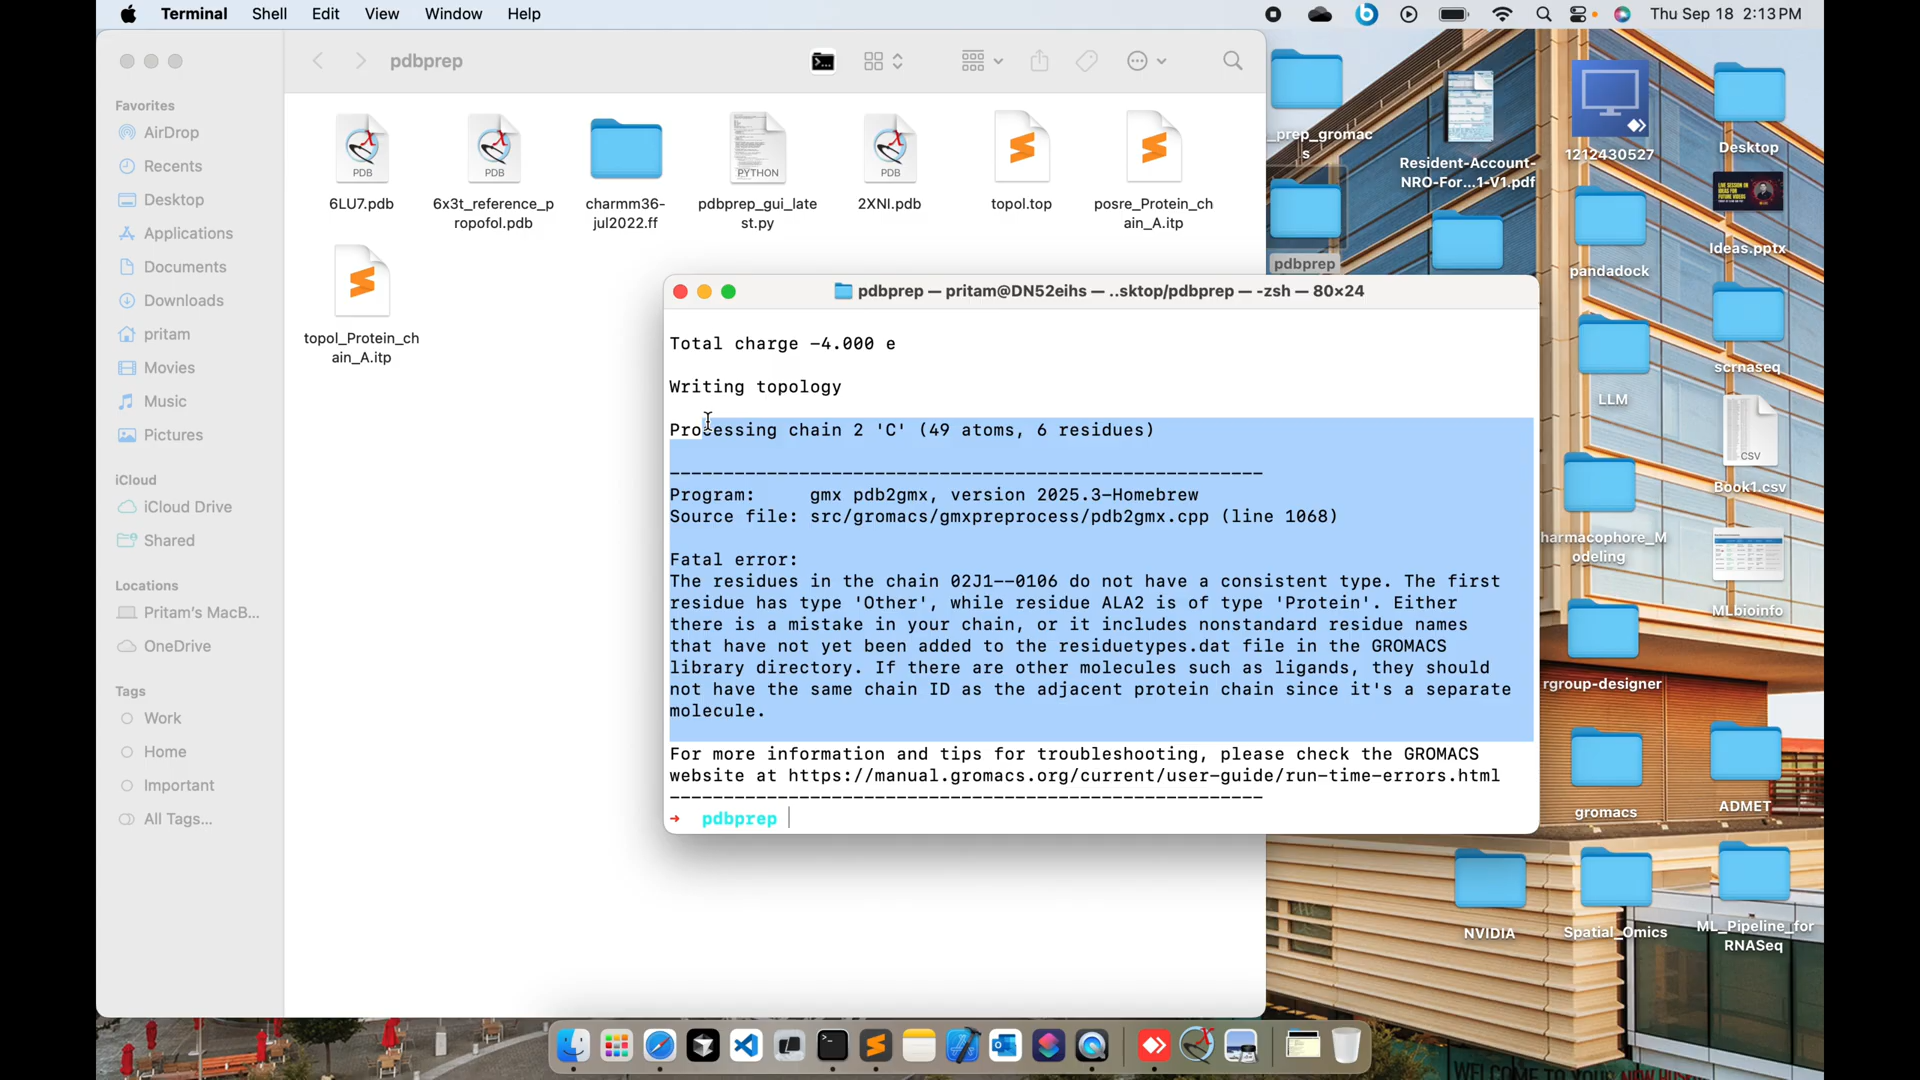 Terminal Shell Edit View Window Help
Thu Sep 18 2:13 PM
pdbprep
Favorites
AirDrop
Recents
Desktop
Applications
Documents
Downloads
pritam
Movies
Music
Pictures
iCloud
iCloud Drive
Shared
Locations
Pritam's MacB...
OneDrive
Tags
Work
Home
Important
All Tags...
PDB
6LU7.pdb
PDB
6x3t_reference_p
ropofol.pdb
charmm36-
jul2022.ff
PYTHON
pdbprep_gui_late
st.py
PDB
2XNI.pdb
topol.top
posre_Protein_ch
ain_A.itp
topol_Protein_ch
ain_A.itp
pdbprep — pritam@DN52eihs — ..sktop/pdbprep — -zsh — 80×24
Total charge -4.000 e
Writing topology
Processing chain 2 'C' (49 atoms, 6 residues)
-------------------------------------------------------
Program:     gmx pdb2gmx, version 2025.3-Homebrew
Source file: src/gromacs/gmxpreprocess/pdb2gmx.cpp (line 1068)
Fatal error:
The residues in the chain 02J1--0106 do not have a consistent type. The first
residue has type 'Other', while residue ALA2 is of type 'Protein'. Either
there is a mistake in your chain, or it includes nonstandard residue names
that have not yet been added to the residuetypes.dat file in the GROMACS
library directory. If there are other molecules such as ligands, they should
not have the same chain ID as the adjacent protein chain since it's a separate
molecule.
For more information and tips for troubleshooting, please check the GROMACS
website at https://manual.gromacs.org/current/user-guide/run-time-errors.html
-------------------------------------------------------
➜ pdbprep
_prep_gromac
s
Resident-Account-
NRO-For...1-V1.pdf
1212430527
Desktop
pdbprep
pandadock
Ideas.pptx
LLM
scrnaseq
CSV
Book1.csv
harmacophore_M
odeling
MLbioinfo
rgroup-designer
gromacs
ADMET
NVIDIA
Spatial_Omics
ML_Pipeline_for
RNASeq